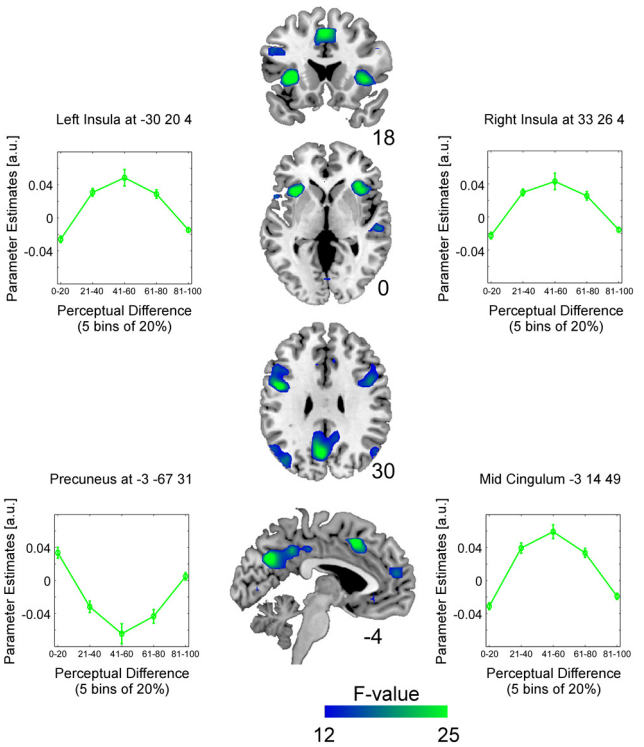 18
Left Insula at -30 20 4
Parameter Estimates [a.u.]
0.04
0
-0.04
0-20 21-40 41-60 61-80 81-100
Perceptual Difference
(5 bins of 20%)
Right Insula at 33 26 4
Parameter Estimates [a.u.]
0.04
0
-0.04
0-20 21-40 41-60 61-80 81-100
Perceptual Difference
(5 bins of 20%)
0
30
Precuneus at -3 -67 31
Parameter Estimates [a.u.]
0.04
0
-0.04
0-20 21-40 41-60 61-80 81-100
Perceptual Difference
(5 bins of 20%)
Mid Cingulum -3 14 49
Parameter Estimates [a.u.]
0.04
0
-0.04
0-20 21-40 41-60 61-80 81-100
Perceptual Difference
(5 bins of 20%)
-4
F-value
12 25